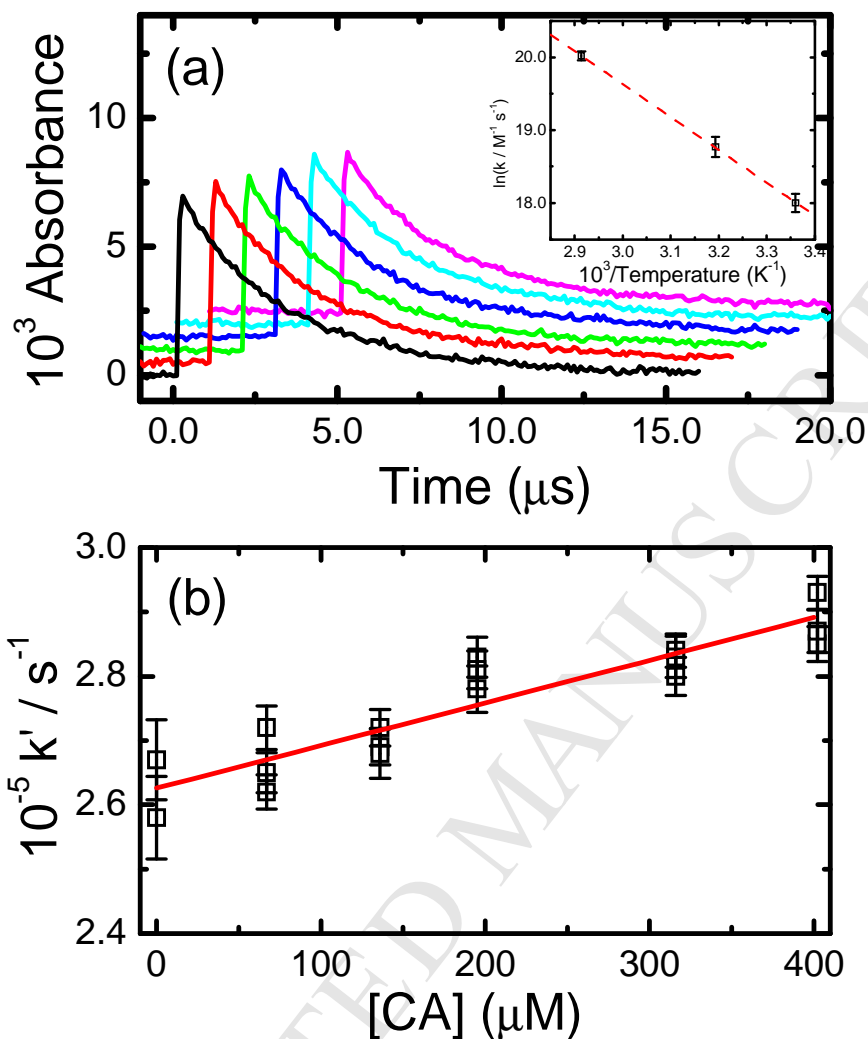 (a)
10³ Absorbance
10
5
0
0.0 5.0 10.0 15.0 20.0
Time (μs)
ln(k / M⁻¹ s⁻¹)
20.0
19.0
18.0
2.9 3.0 3.1 3.2 3.3 3.4
10³/Temperature (K⁻¹)
(b)
10⁻⁵ k' / s⁻¹
3.0
2.8
2.6
2.4
0 100 200 300 400
[CA] (μM)
TED MANUSCRIPT